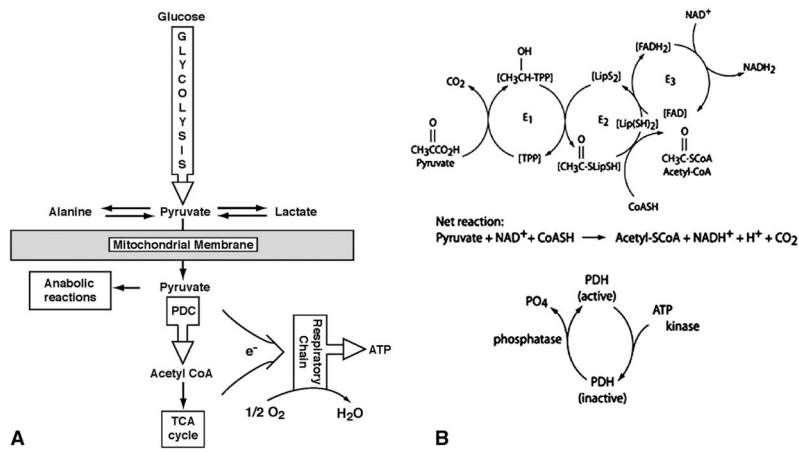 Glucose
GLYCOLYSIS
Alanine
Pyruvate
Lactate
Mitochondrial Membrane
Anabolic
reactions
Pyruvate
PDC
e-
Respiratory
Chain
ATP
Acetyl CoA
1/2 O2
H2O
TCA
cycle
A
NAD+
OH
[FADH2]
CO2
[CH3CH-TPP]
[LipS2]
E3
NADH2
O
CH3CCO2H
Pyruvate
E1
E2
[Lip(SH)2]
[FAD]
O
[TPP]
[CH3C-SLipSH]
O
CH3C-SCoA
Acetyl-CoA
CoASH
Net reaction:
Pyruvate + NAD+ + CoASH → Acetyl-SCoA + NADH+ + H+ + CO2
PDH
(active)
PO4
ATP
phosphatase
kinase
PDH
(inactive)
B